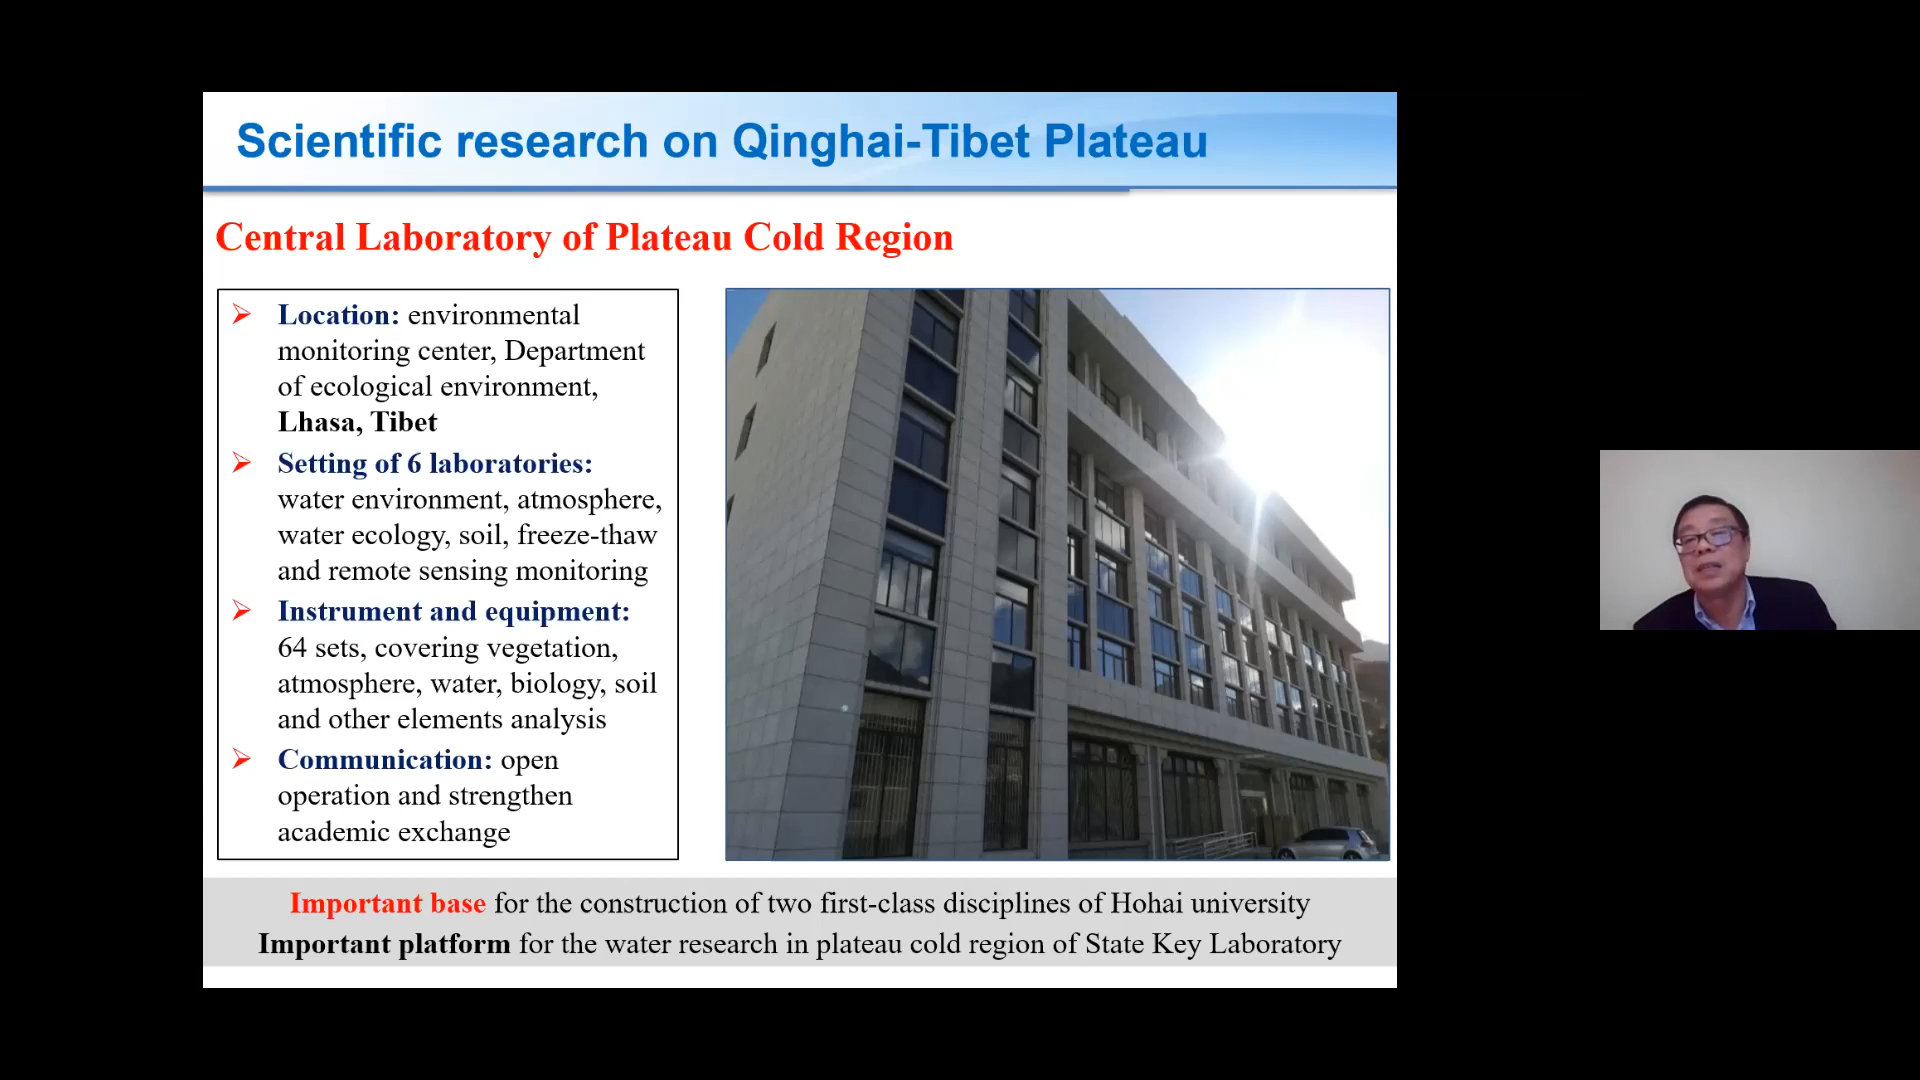 Scientific research on Qinghai-Tibet Plateau
Central Laboratory of Plateau Cold Region
➢ Location: environmental
monitoring center, Department
of ecological environment,
Lhasa, Tibet
➢ Setting of 6 laboratories:
water environment, atmosphere,
water ecology, soil, freeze-thaw
and remote sensing monitoring
➢ Instrument and equipment:
64 sets, covering vegetation,
atmosphere, water, biology, soil
and other elements analysis
➢ Communication: open
operation and strengthen
academic exchange
Important base for the construction of two first-class disciplines of Hohai university
Important platform for the water research in plateau cold region of State Key Laboratory